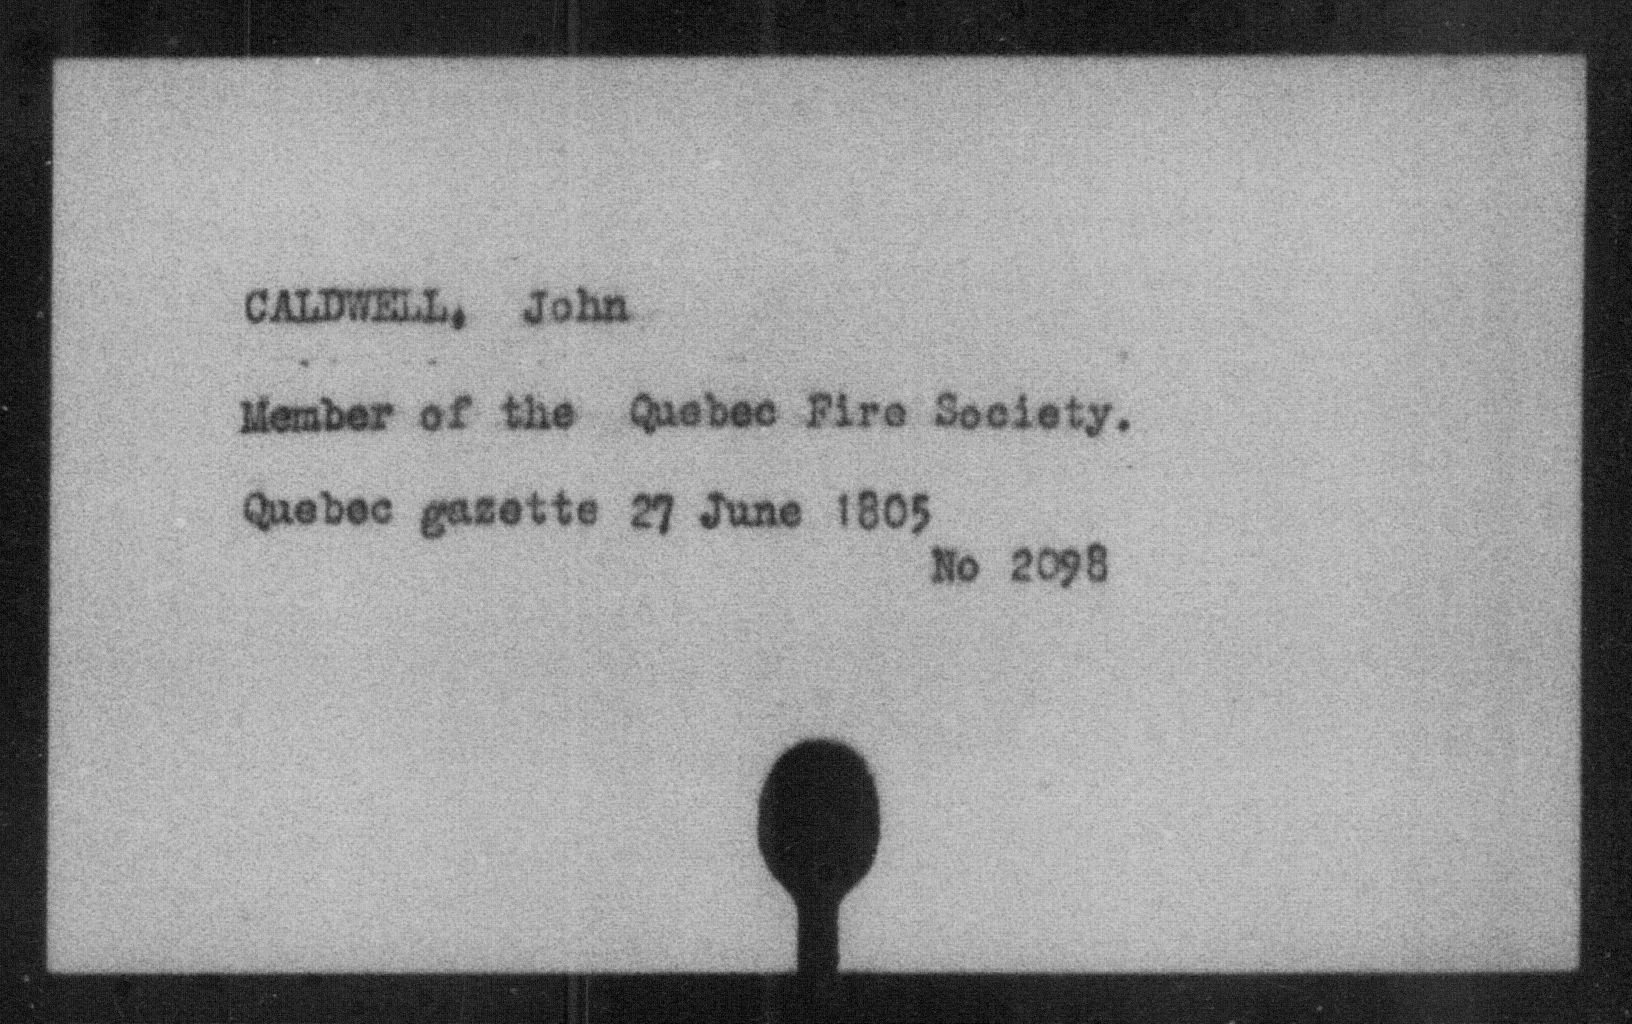 CALDWELL, John
Member of the Quebec Fire Society.
Quebec gazette 27 June 1805
No 2098